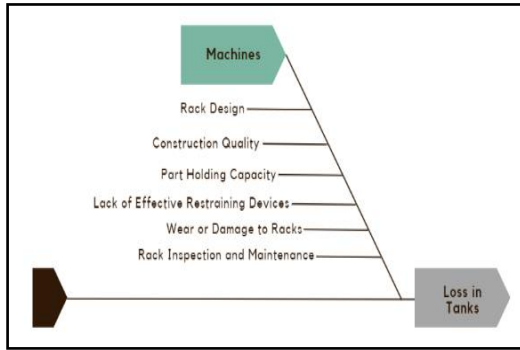 Machines
Rack Design
Construction Quality
Part Holding Capacity
Lack of Effective Restraining Devices
Wear or Damage to Racks
Rack Inspection and Maintenance
Loss in
Tanks